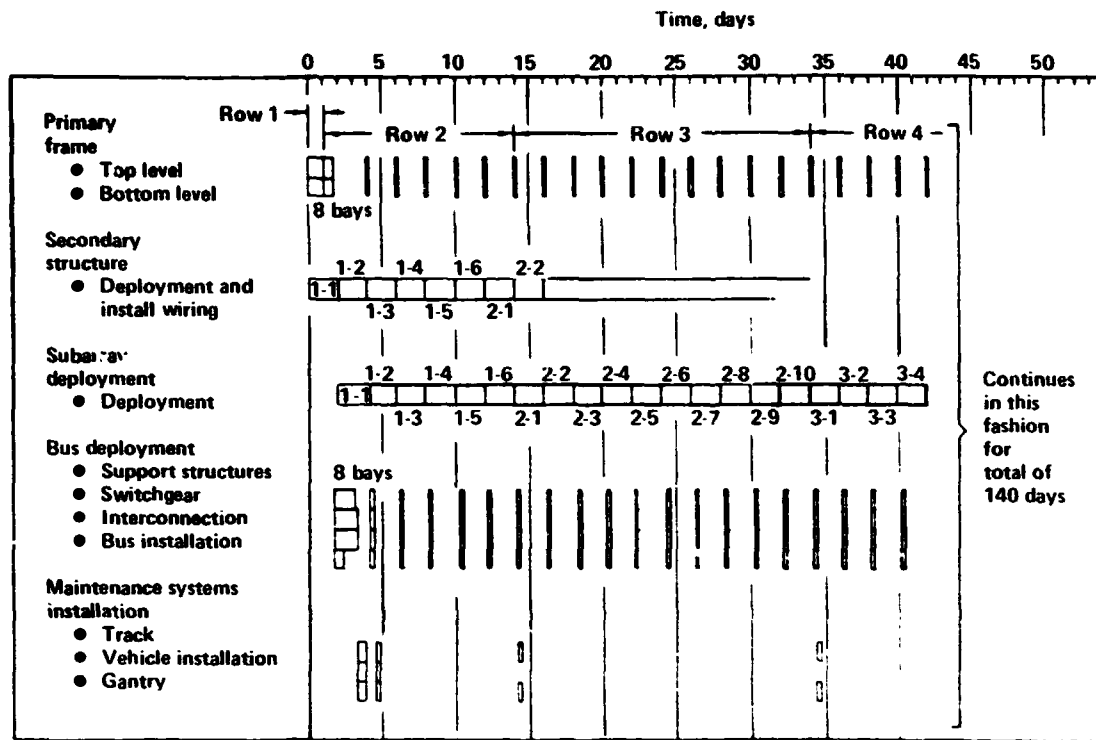 Time, days
0 5 10 15 20 25 30 35 40 45 50
Row 1
Row 2 Row 3 Row 4
Primary
frame
● Top level
● Bottom level
8 bays
Secondary
structure
● Deployment and
install wiring
1-2 1-4 1-6 2-2
1-1
1-3 1-5 2-1
deployment
● Deployment
1-2 1-4 1-6 2-2 2-4 2-6 2-8 2-10 3-2 3-4
1-1
1-3 1-5 2-1 2-3 2-5 2-7 2-9 3-1 3-3
Bus deployment
● Support structures
● Switchgear
● Interconnection
● Bus installation
8 bays
Maintenance systems
installation
● Track
● Vehicle installation
● Gantry
Continues
in this
fashion
for
total of
140 days